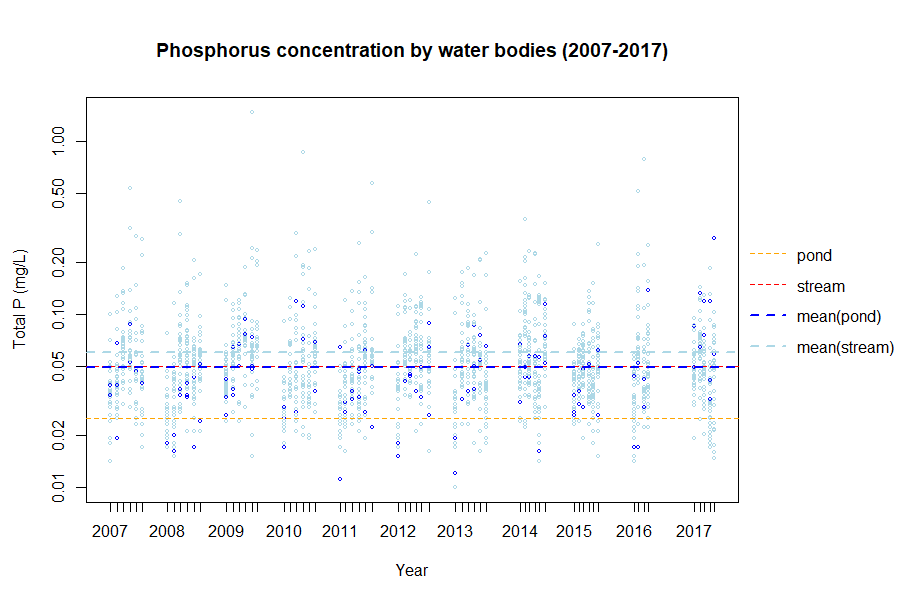 Phosphorus concentration by water bodies (2007-2017)
Total P (mg/L)
1.00
0.50
0.20
0.10
0.05
0.02
0.01
2007 2008 2009 2010 2011 2012 2013 2014 2015 2016 2017
Year
pond
stream
mean(pond)
mean(stream)